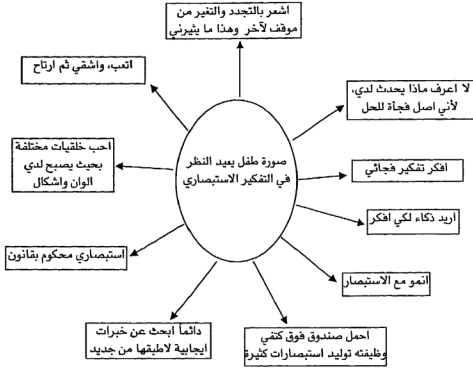 اشعر بالتجدد والتغير من
موقف لآخر وهذا ما يثيرني
اتعب، واشقي ثم ارتاح
لا اعرف ماذا يحدث لدي،
لأني اصل فجأة للحل
احب خلقيات مختلفة
بحيث يصبح لدي
الوان واشكال
صورة طفل يعيد النظر
في التفكير الاستبصاري
افكر تفكير فجائي
اريد ذكاء لكي افكر
استبصاري محكوم بقانون
انمو مع الاستبصار
دائماً ابحث عن خبرات
ايجابية لاطبقها من جديد
احمل صندوق فوق كتفي
وظيفته توليد استبصارات كثيرة